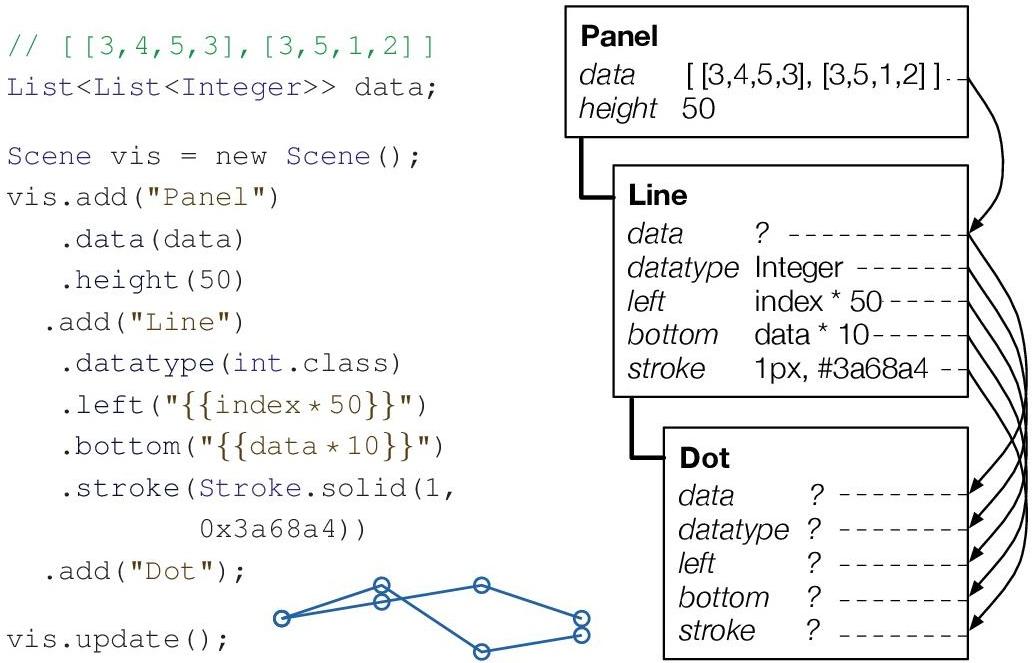 // [[3,4,5,3],[3,5,1,2]]
List<List<Integer>> data;
Scene vis = new Scene();
vis.add("Panel")
.data(data)
.height(50)
.add("Line")
.datatype(int.class)
.left("{{index*50}}")
.bottom("{{data*10}}")
.stroke(Stroke.solid(1,
0x3a68a4))
.add("Dot");
vis.update();
Panel
data [[3,4,5,3], [3,5,1,2]]
height 50
Line
data ?
datatype Integer
left index * 50
bottom data * 10
stroke 1px, #3a68a4
Dot
data ?
datatype ?
left ?
bottom ?
stroke ?